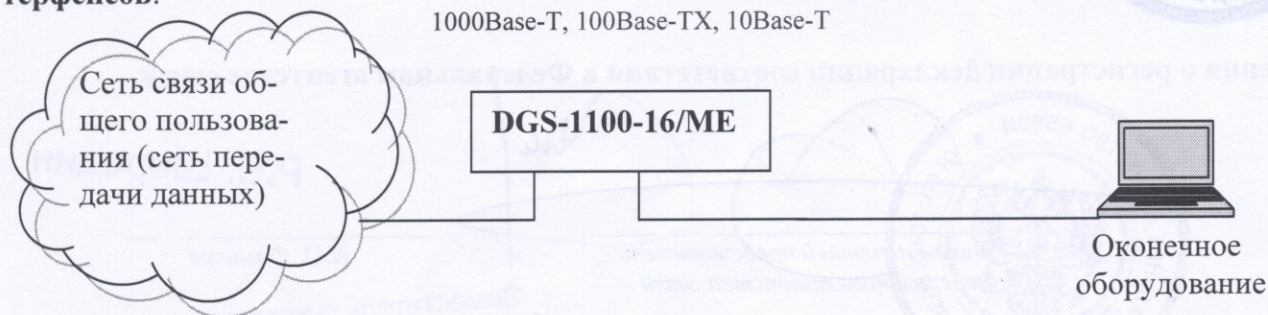 терфейсов.
1000Base-T, 100Base-TX, 10Base-T
Сеть связи об-
щего пользова-
ния (сеть пере-
дачи данных)
DGS-1100-16/ME
Оконечное
оборудование